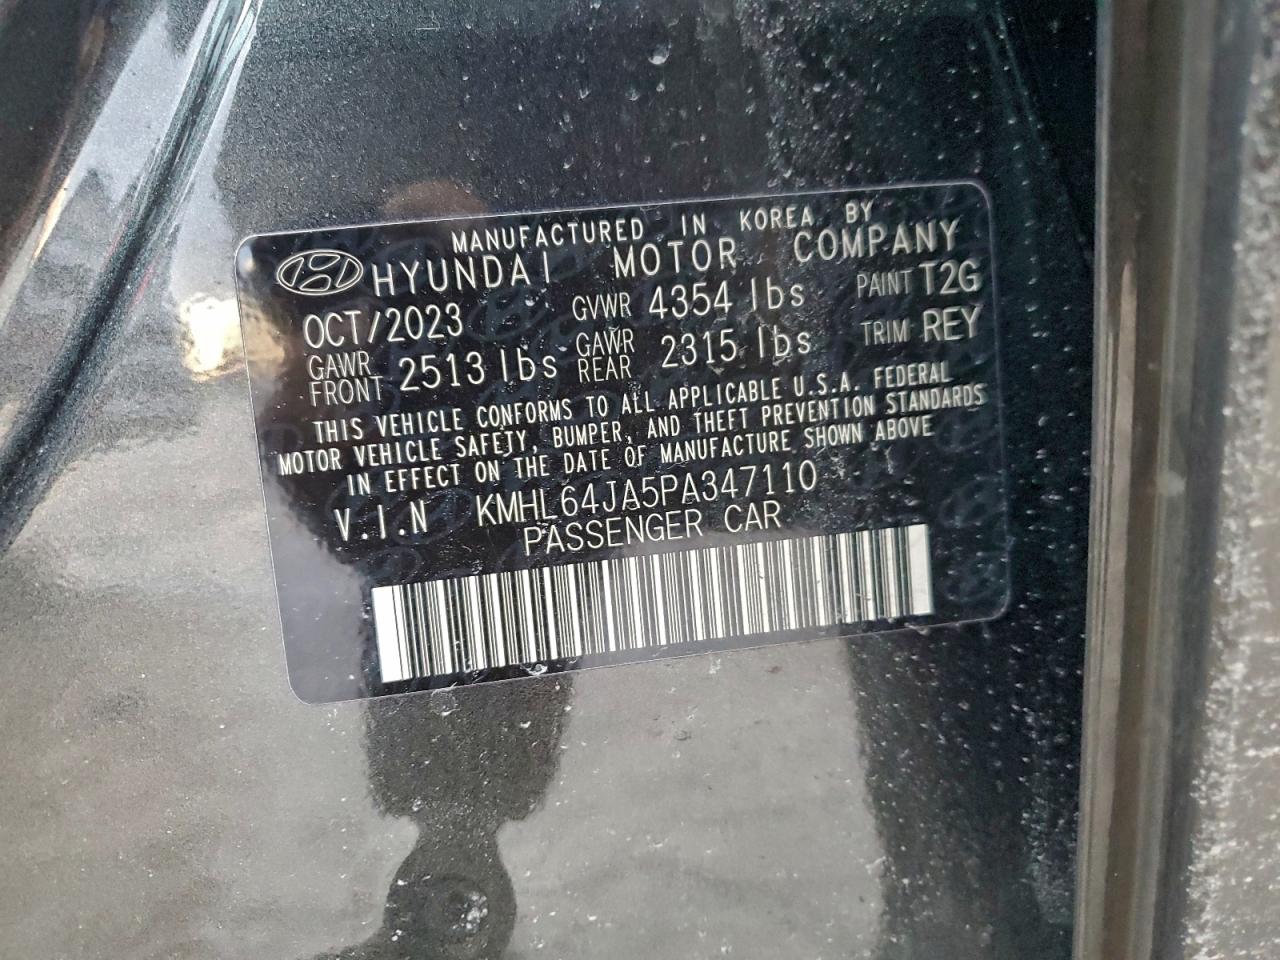 MANUFACTURED IN KOREA BY
HYUNDAI MOTOR COMPANY
OCT/2023 GVWR 4354 lbs PAINT T2G
GAWR FRONT 2513 lbs GAWR REAR 2315 lbs TRIM REY
THIS VEHICLE CONFORMS TO ALL APPLICABLE U.S.A. FEDERAL
MOTOR VEHICLE SAFETY, BUMPER, AND THEFT PREVENTION STANDARDS
IN EFFECT ON THE DATE OF MANUFACTURE SHOWN ABOVE
V.I.N KMHL64JA5PA347110
PASSENGER CAR